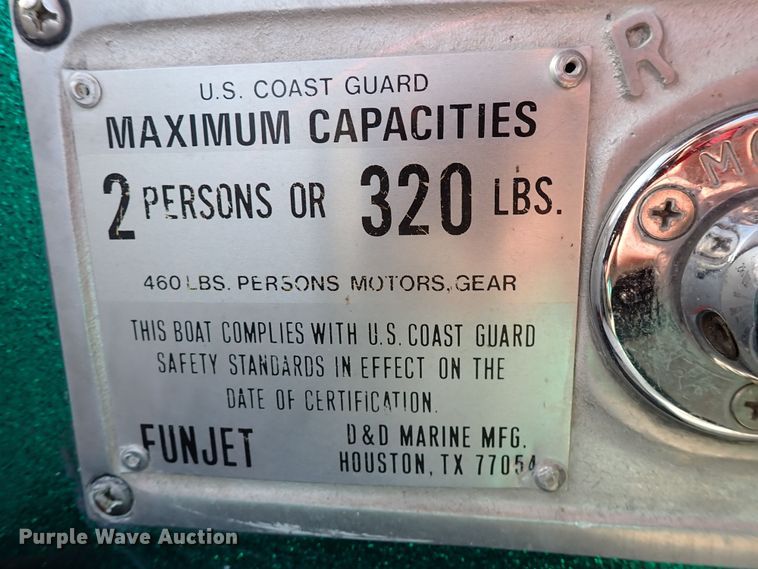 U.S. COAST GUARD
MAXIMUM CAPACITIES
2 PERSONS OR 320 LBS.
460 LBS. PERSONS MOTORS, GEAR
THIS BOAT COMPLIES WITH U.S. COAST GUARD
SAFETY STANDARDS IN EFFECT ON THE
DATE OF CERTIFICATION.
FUNJET
D&D MARINE MFG.
HOUSTON, TX 77054
R
Purple Wave Auction